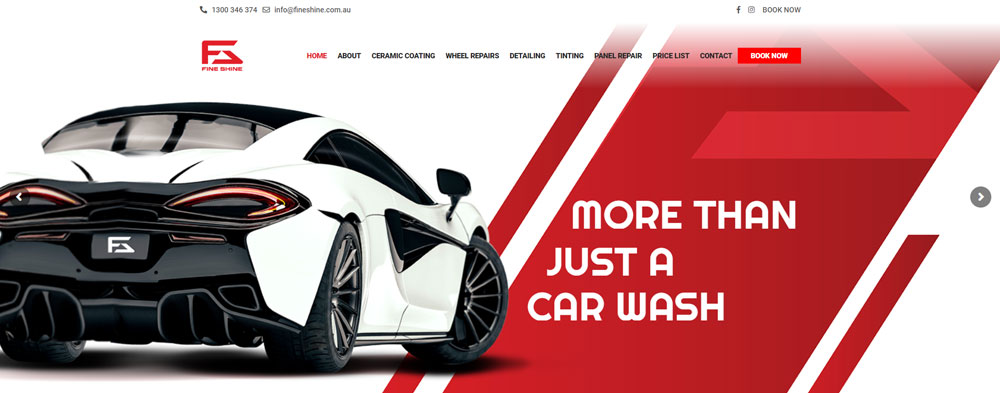 1300 346 374 info@fineshine.com.au BOOK NOW
FS
FINE SHINE
HOME ABOUT CERAMIC COATING WHEEL REPAIRS DETAILING TINTING PANEL REPAIR PRICE LIST CONTACT BOOK NOW
MORE THAN
JUST A
CAR WASH
FS